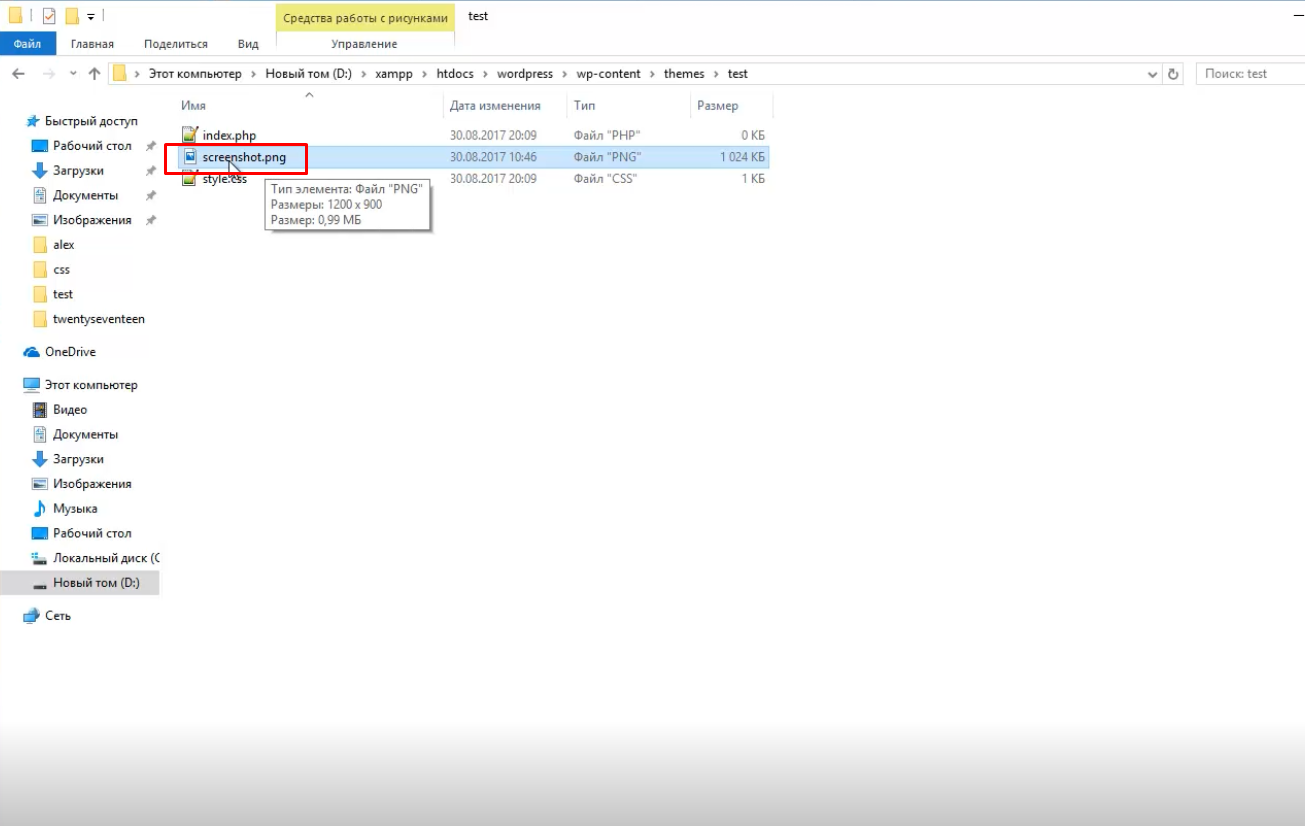 Средства работы с рисунками test
Файл Главная Поделиться Вид Управление
Этот компьютер › Новый том (D:) › xampp › htdocs › wordpress › wp-content › themes › test Поиск: test
Имя Дата изменения Тип Размер
index.php 30.08.2017 20:09 Файл "PHP" 0 КБ
screenshot.png 30.08.2017 10:46 Файл "PNG" 1 024 КБ
style.css 30.08.2017 20:09 Файл "CSS" 1 КБ
Тип элемента: Файл "PNG"
Размеры: 1200 x 900
Размер: 0,99 МБ
Быстрый доступ
Рабочий стол
Загрузки
Документы
Изображения
alex
css
test
twentyseventeen
OneDrive
Этот компьютер
Видео
Документы
Загрузки
Изображения
Музыка
Рабочий стол
Локальный диск (C
Новый том (D:)
Сеть